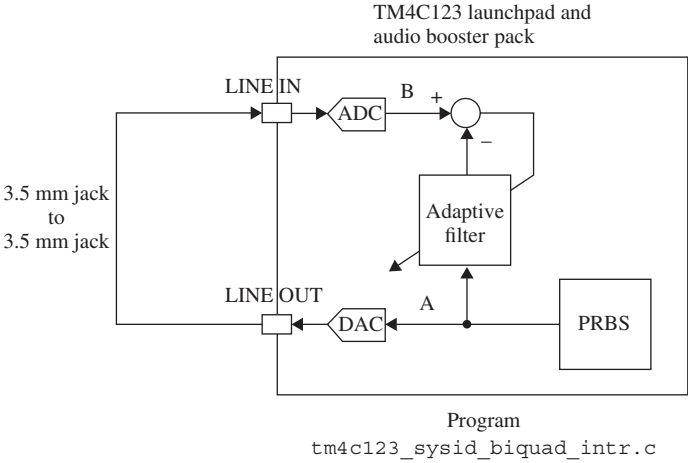 TM4C123 launchpad and
audio booster pack
LINE IN
ADC
B
+
−
3.5 mm jack
to
3.5 mm jack
Adaptive
filter
LINE OUT
DAC
A
PRBS
Program
tm4c123_sysid_biquad_intr.c